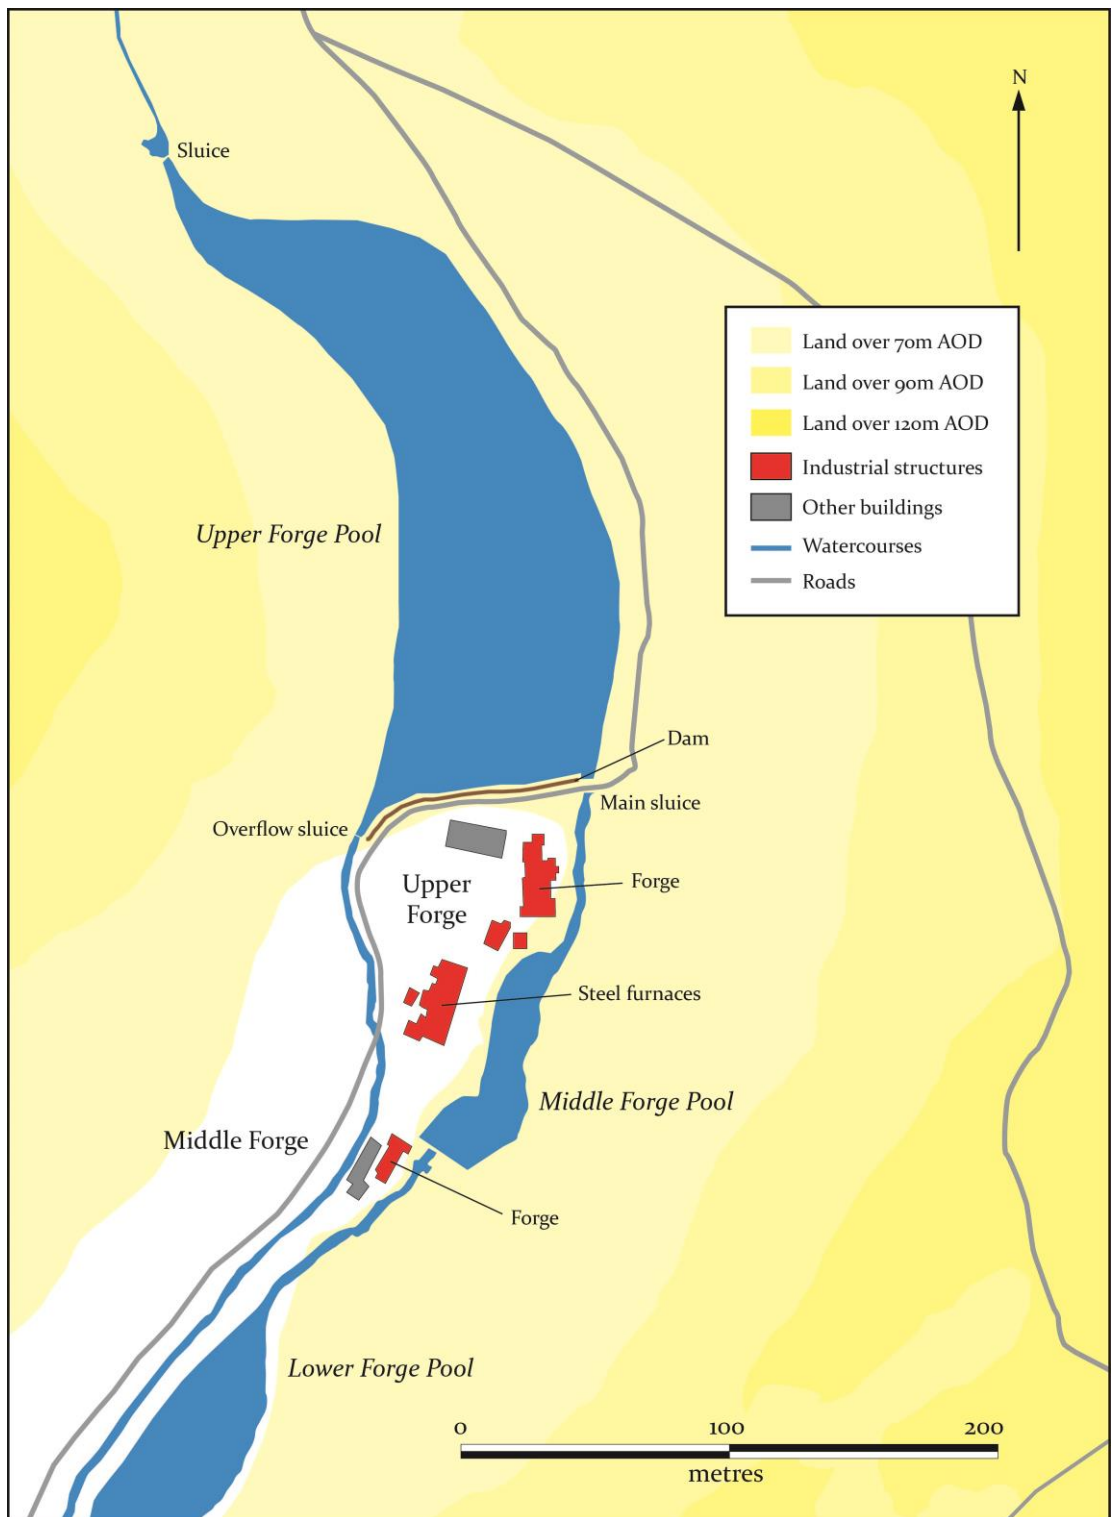 N
Sluice
Land over 70m AOD
Land over 90m AOD
Land over 120m AOD
Industrial structures
Other buildings
Watercourses
Roads
Upper Forge Pool
Dam
Main sluice
Overflow sluice
Upper
Forge
Forge
Steel furnaces
Middle Forge Pool
Middle Forge
Forge
Lower Forge Pool
0 100 200
metres